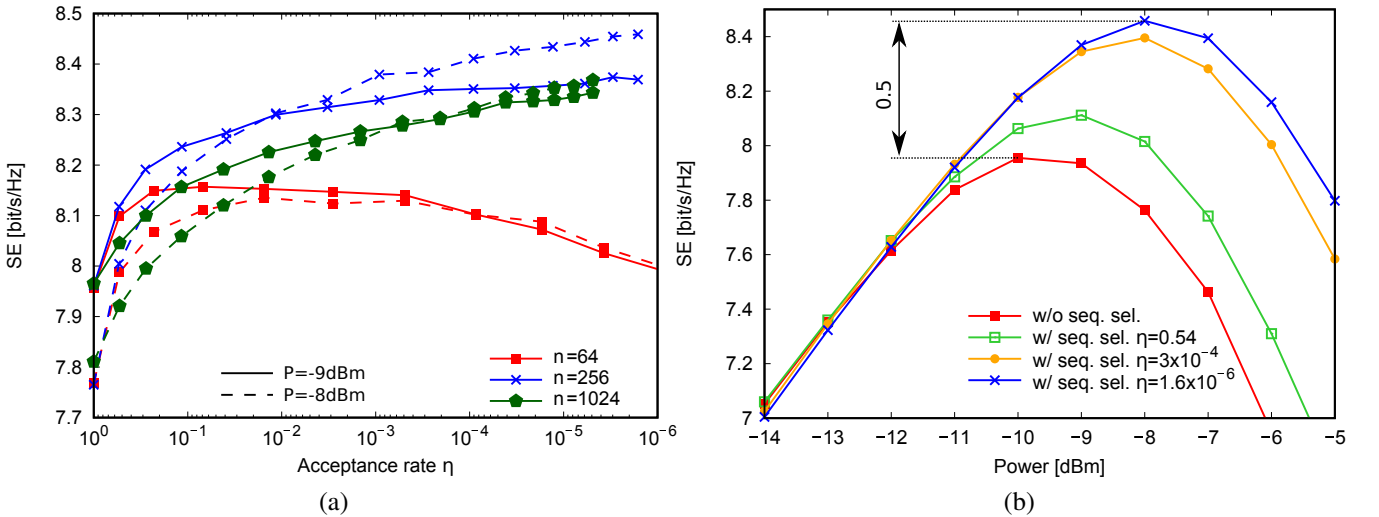 SE [bit/s/Hz]
8.5
8.4
8.3
8.2
8.1
8
7.9
7.8
7.7
P=-9dBm
P=-8dBm
n=64
n=256
n=1024
10⁰ 10⁻¹ 10⁻² 10⁻³ 10⁻⁴ 10⁻⁵ 10⁻⁶
Acceptance rate η
(a)
SE [bit/s/Hz]
8.4
8.2
8
7.8
7.6
7.4
7.2
7
0.5
w/o seq. sel.
w/ seq. sel. η=0.54
w/ seq. sel. η=3x10⁻⁴
w/ seq. sel. η=1.6x10⁻⁶
−14 −13 −12 −11 −10 −9 −8 −7 −6 −5
Power [dBm]
(b)